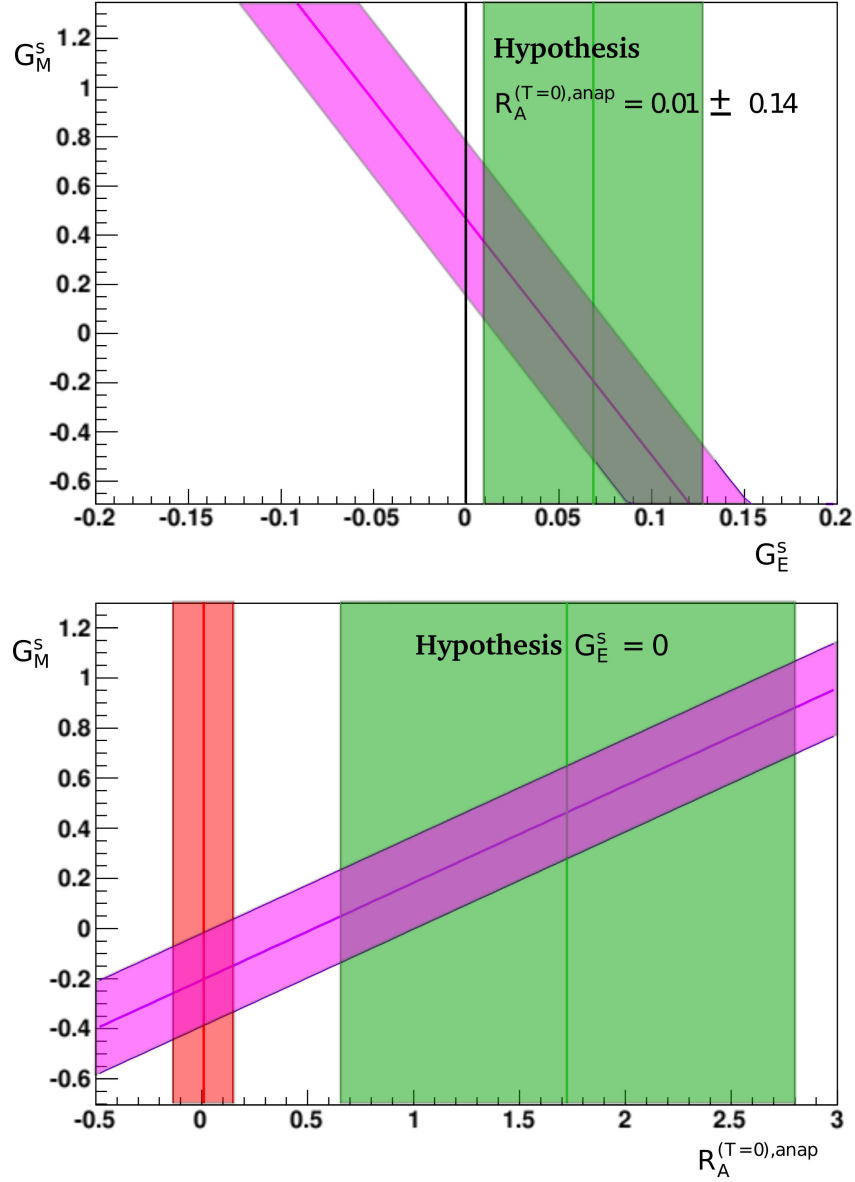 G_M^s
Hypothesis
R_A^(T=0),anap = 0.01 ± 0.14
1.2
1
0.8
0.6
0.4
0.2
0
-0.2
-0.4
-0.6
-0.2 -0.15 -0.1 -0.05 0 0.05 0.1 0.15 0.2
G_E^s
G_M^s
Hypothesis G_E^s = 0
1.2
1
0.8
0.6
0.4
0.2
0
-0.2
-0.4
-0.6
-0.5 0 0.5 1 1.5 2 2.5 3
R_A^(T=0),anap